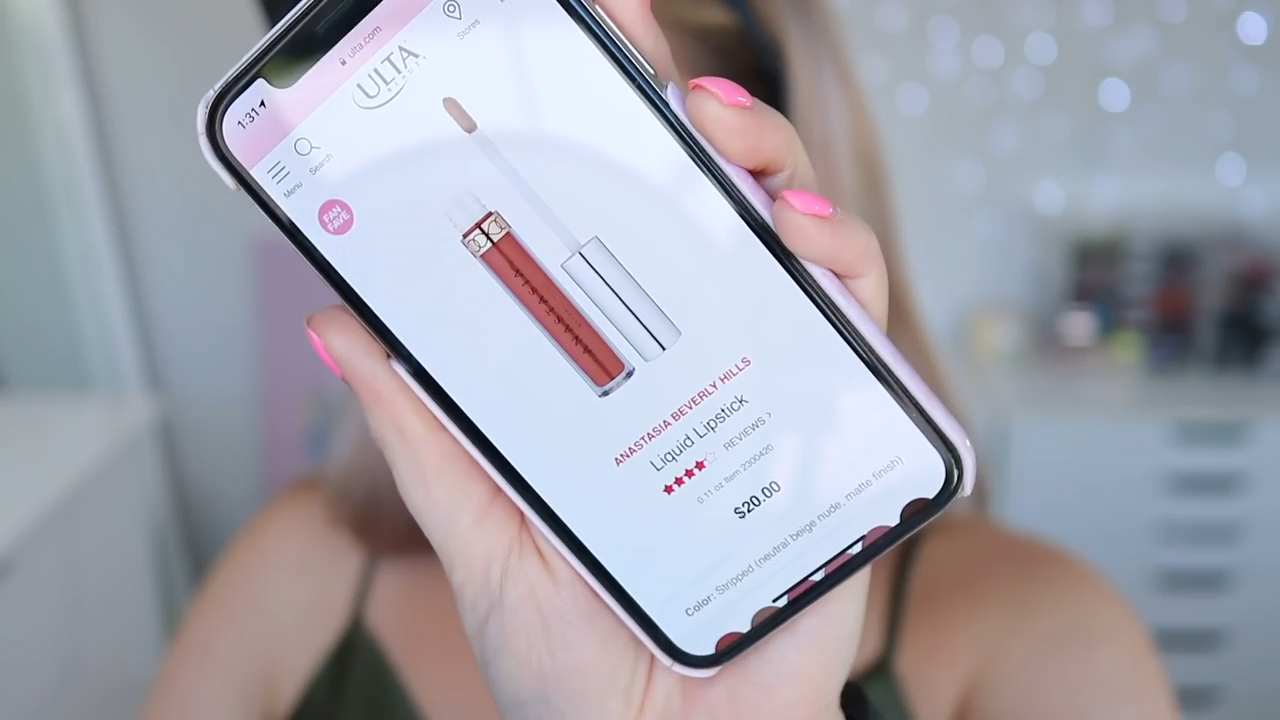 1:31
ulta.com
Menu
Search
ULTA
BEAUTY
Stores
FAN
FAVE
ANASTASIA BEVERLY HILLS
Liquid Lipstick
REVIEWS
0.11 oz Item 2300420
$20.00
Color: Stripped (neutral beige nude, matte finish)